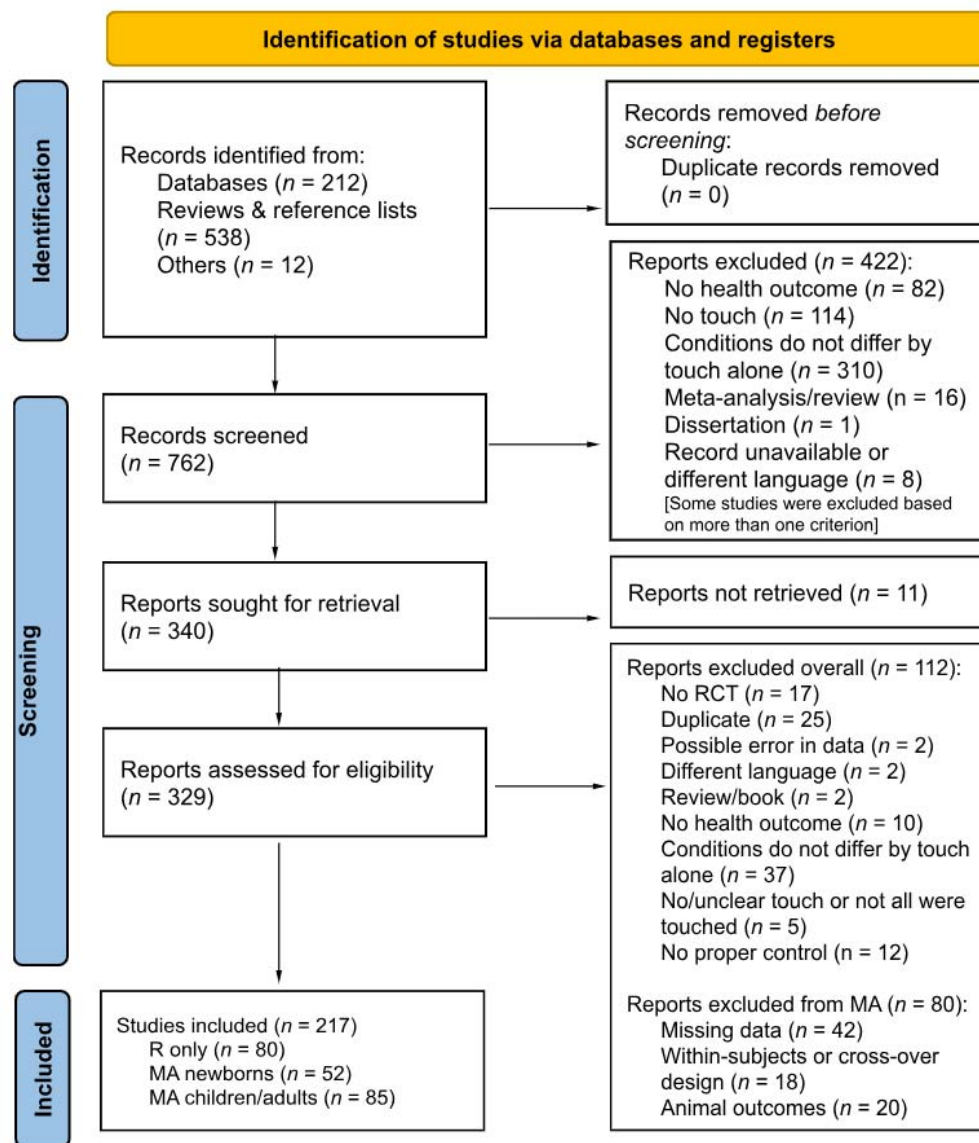 Identification of studies via databases and registers
Identification
Records identified from:
Databases (n = 212)
Reviews & reference lists
(n = 538)
Others (n = 12)
Records removed before
screening:
Duplicate records removed
(n = 0)
Screening
Records screened
(n = 762)
Reports excluded (n = 422):
No health outcome (n = 82)
No touch (n = 114)
Conditions do not differ by
touch alone (n = 310)
Meta-analysis/review (n = 16)
Dissertation (n = 1)
Record unavailable or
different language (n = 8)
[Some studies were excluded based
on more than one criterion]
Reports sought for retrieval
(n = 340)
Reports not retrieved (n = 11)
Reports assessed for eligibility
(n = 329)
Reports excluded overall (n = 112):
No RCT (n = 17)
Duplicate (n = 25)
Possible error in data (n = 2)
Different language (n = 2)
Review/book (n = 2)
No health outcome (n = 10)
Conditions do not differ by touch
alone (n = 37)
No/unclear touch or not all were
touched (n = 5)
No proper control (n = 12)
Reports excluded from MA (n = 80):
Missing data (n = 42)
Within-subjects or cross-over
design (n = 18)
Animal outcomes (n = 20)
Included
Studies included (n = 217)
R only (n = 80)
MA newborns (n = 52)
MA children/adults (n = 85)